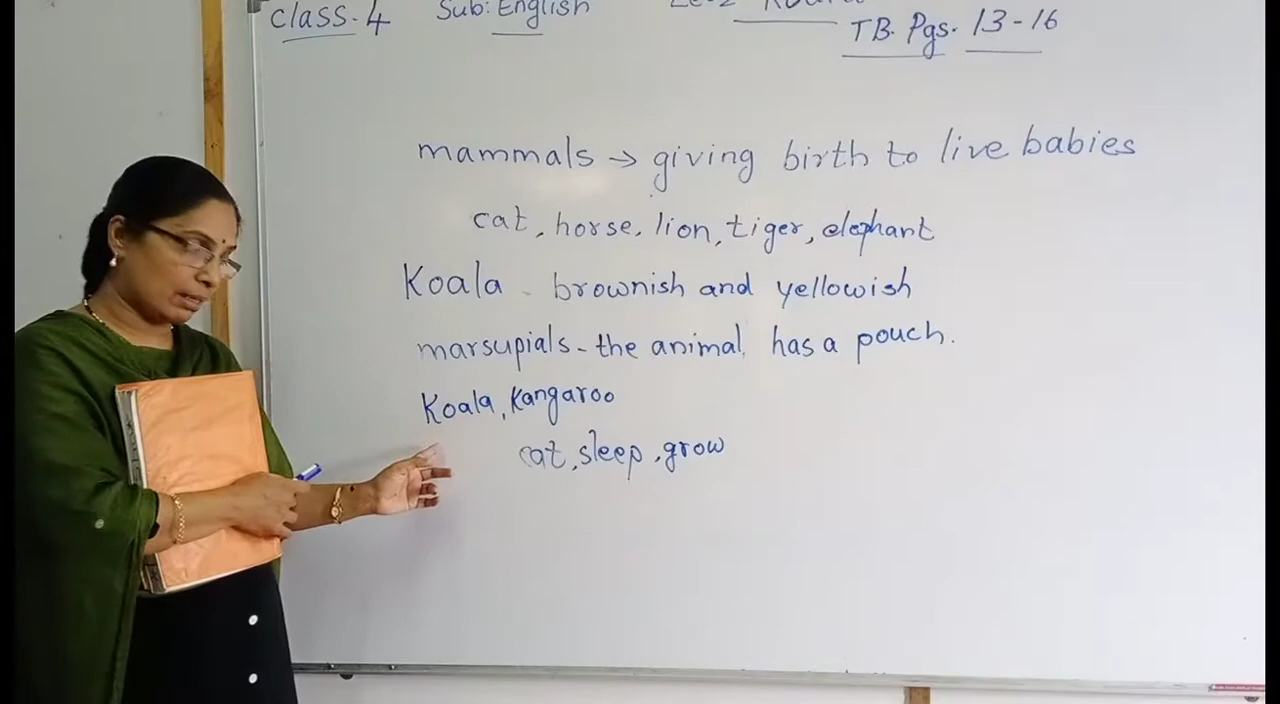 class-4 Sub: English
TB. Pgs. 13-16
mammals → giving birth to live babies
cat, horse, lion, tiger, elephant
Koala - brownish and yellowish
marsupials - the animal has a pouch.
Koala, Kangaroo
cat, sleep, grow